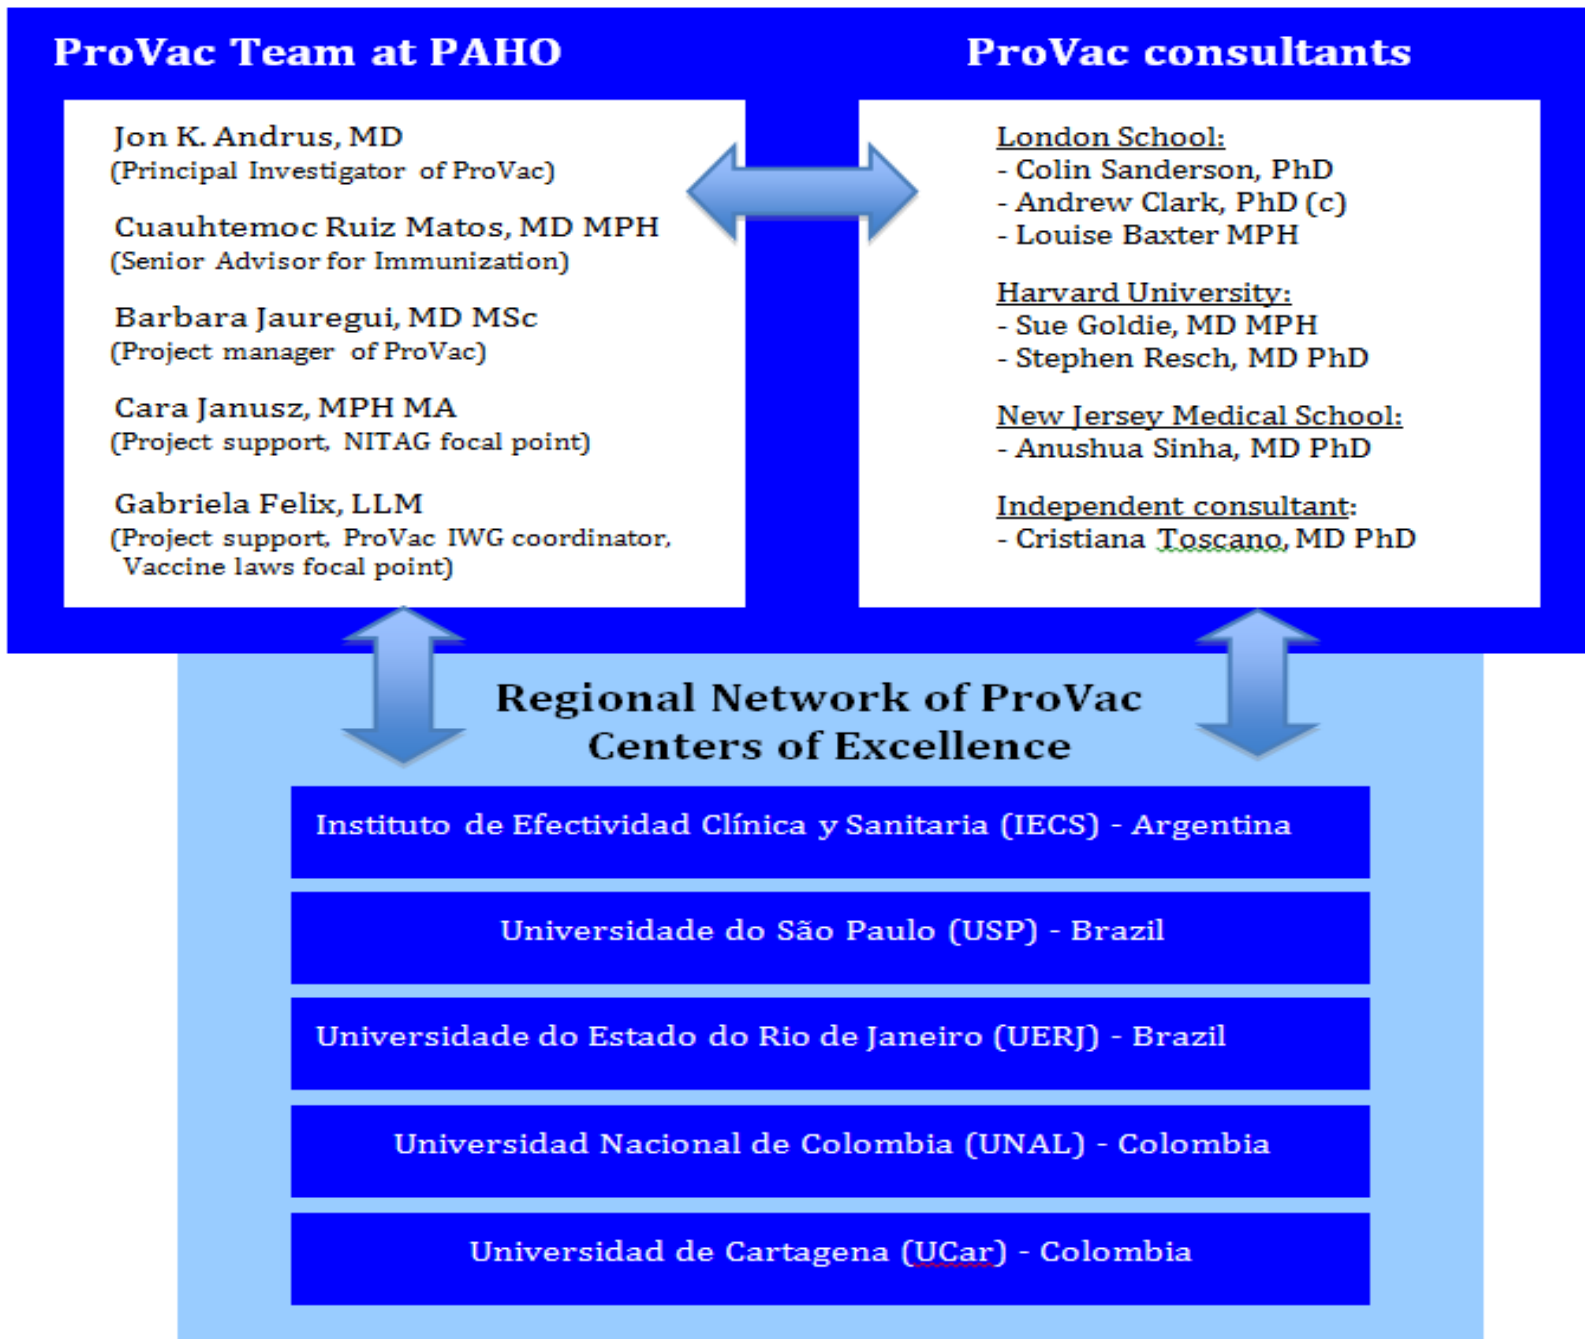 ProVac Team at PAHO
Jon K. Andrus, MD
(Principal Investigator of ProVac)
Cuauhtemoc Ruiz Matos, MD MPH
(Senior Advisor for Immunization)
Barbara Jauregui, MD MSc
(Project manager of ProVac)
Cara Janusz, MPH MA
(Project support, NITAG focal point)
Gabriela Felix, LLM
(Project support, ProVac IWG coordinator,
Vaccine laws focal point)
ProVac consultants
London School:
- Colin Sanderson, PhD
- Andrew Clark, PhD (c)
- Louise Baxter MPH
Harvard University:
- Sue Goldie, MD MPH
- Stephen Resch, MD PhD
New Jersey Medical School:
- Anushua Sinha, MD PhD
Independent consultant:
- Cristiana Toscano, MD PhD
Regional Network of ProVac
Centers of Excellence
Instituto de Efectividad Clínica y Sanitaria (IECS) - Argentina
Universidade do São Paulo (USP) - Brazil
Universidade do Estado do Rio de Janeiro (UERJ) - Brazil
Universidad Nacional de Colombia (UNAL) - Colombia
Universidad de Cartagena (UCar) - Colombia